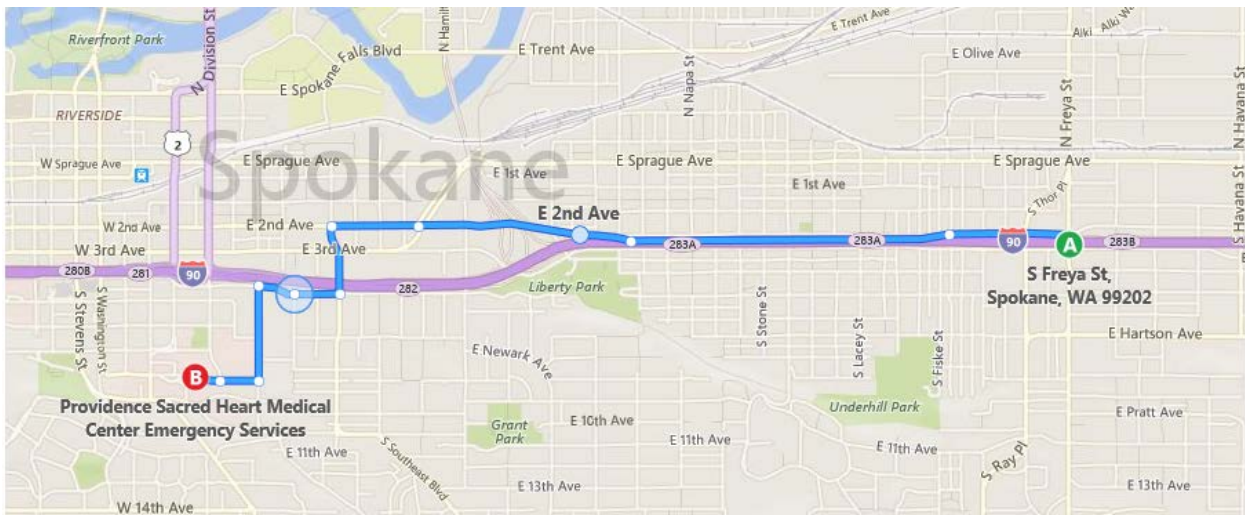 Riverfront Park
N Division St
N Hamil
E Trent Ave
E Trent Ave
Alki
Alki
E Spokane Falls Blvd
N Napa St
E Olive Ave
N Freya St
N Havana St
RIVERSIDE
2
Spokane
W Sprague Ave
E Sprague Ave
E Sprague Ave
E Sprague Ave
E 1st Ave
E 1st Ave
S Thor Pl
W 2nd Ave
E 2nd Ave
E 2nd Ave
W 3rd Ave
E 3rd Ave
283A
283A
90
A
283B
S Havana St
280B
281
90
282
Liberty Park
S Freya St,
Spokane, WA 99202
S Stevens St
S Washington St
S Stone St
S Lacey St
S Fiske St
E Hartson Ave
E Newark Ave
B
Providence Sacred Heart Medical
Center Emergency Services
Grant
Park
E 10th Ave
Underhill Park
E Pratt Ave
S Southeast Blvd
E 11th Ave
E 11th Ave
E 11th Ave
S Ray Pl
E 13th Ave
E 13th Ave
W 14th Ave